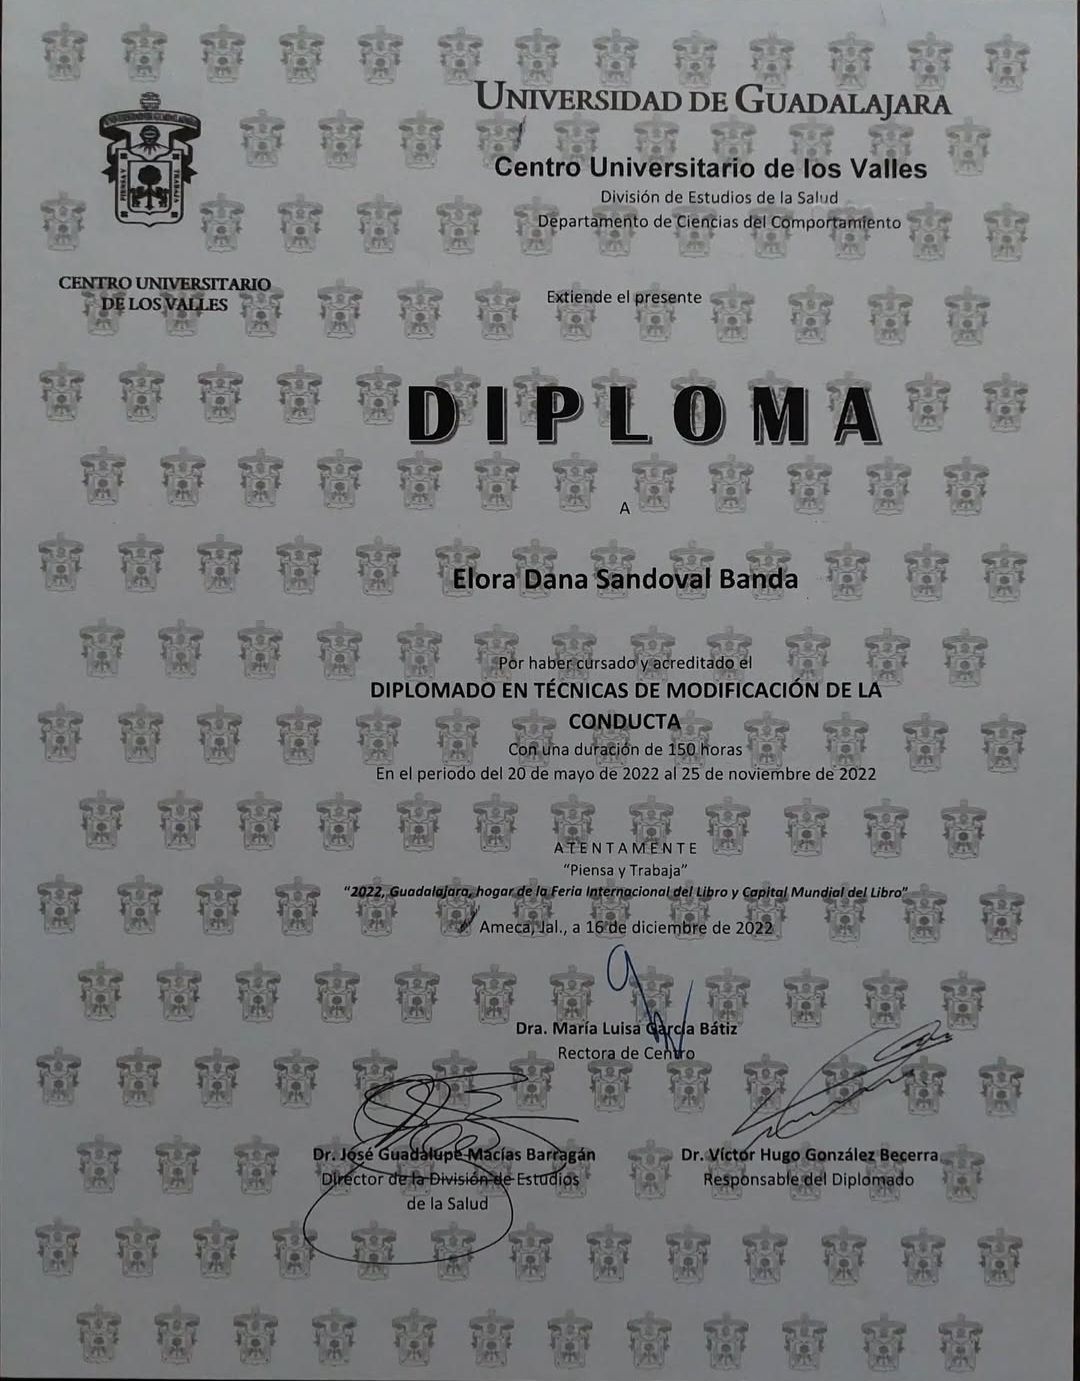 UNIVERSIDAD DE GUADALAJARA
Centro Universitario de los Valles
División de Estudios de la Salud
Departamento de Ciencias del Comportamiento
PIENSA Y TRABAJA
CENTRO UNIVERSITARIO
DE LOS VALLES
Extiende el presente
DIPLOMA
A
Elora Dana Sandoval Banda
Por haber cursado y acreditado el
DIPLOMADO EN TÉCNICAS DE MODIFICACIÓN DE LA
CONDUCTA
Con una duración de 150 horas
En el periodo del 20 de mayo de 2022 al 25 de noviembre de 2022
ATENTAMENTE
“Piensa y Trabaja”
“2022, Guadalajara, hogar de la Feria Internacional del Libro y Capital Mundial del Libro”
Ameca, Jal., a 16 de diciembre de 2022
Dra. María Luisa García Bátiz
Rectora de Centro
Dr. José Guadalupe Macías Barragán
Director de la División de Estudios
de la Salud
Dr. Víctor Hugo González Becerra
Responsable del Diplomado